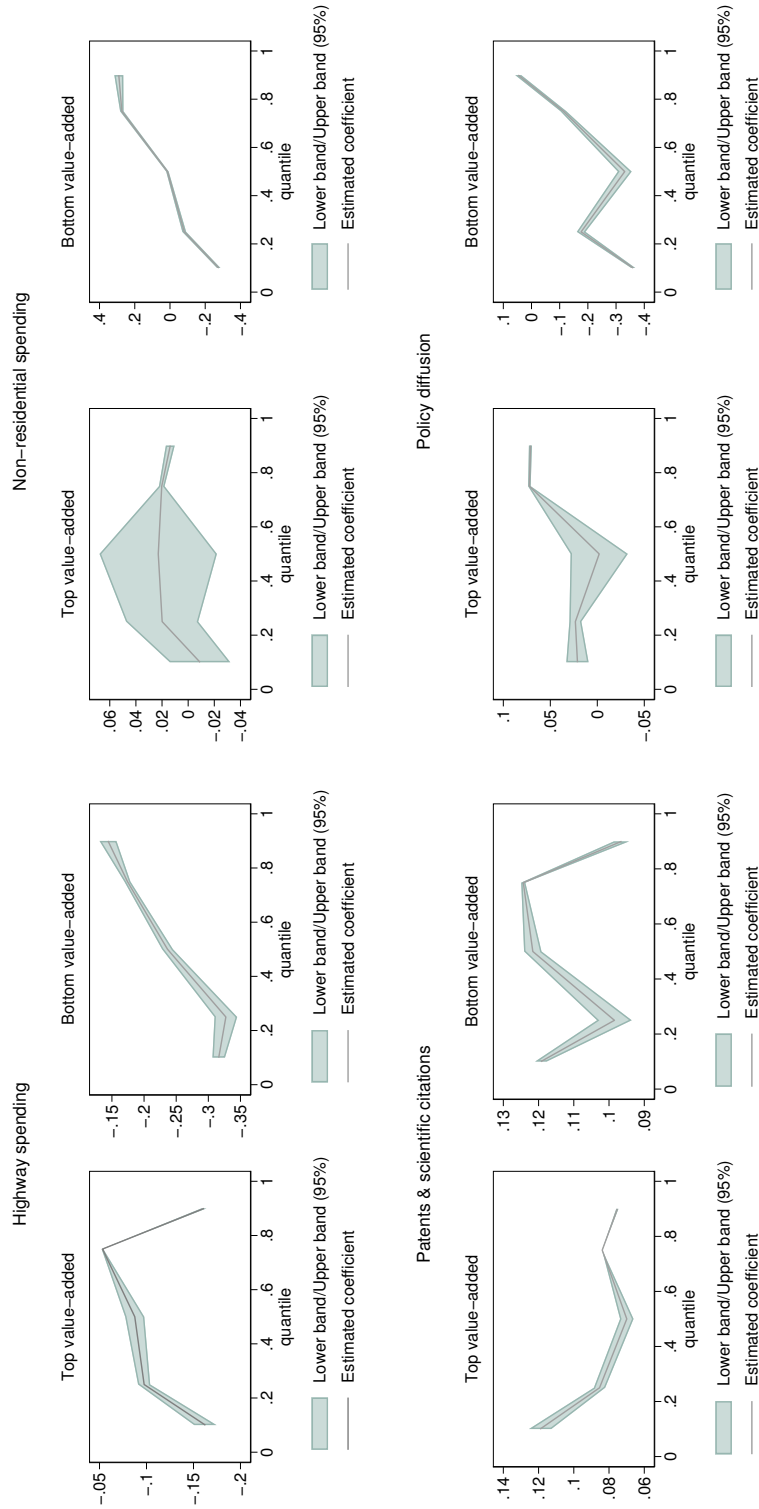 Highway spending
Top value−added
−.05
−.1
−.15
−.2
0 .2 .4 .6 .8 1
quantile
Lower band/Upper band (95%)
Estimated coefficient
Bottom value−added
−.15
−.2
−.25
−.3
−.35
0 .2 .4 .6 .8 1
quantile
Lower band/Upper band (95%)
Estimated coefficient
Non−residential spending
Top value−added
.06
.04
.02
0
−.02
−.04
0 .2 .4 .6 .8 1
quantile
Lower band/Upper band (95%)
Estimated coefficient
Bottom value−added
.4
.2
0
−.2
−.4
0 .2 .4 .6 .8 1
quantile
Lower band/Upper band (95%)
Estimated coefficient
Patents & scientific citations
Top value−added
.14
.12
.1
.08
.06
0 .2 .4 .6 .8 1
quantile
Lower band/Upper band (95%)
Estimated coefficient
Bottom value−added
.13
.12
.11
.1
.09
0 .2 .4 .6 .8 1
quantile
Lower band/Upper band (95%)
Estimated coefficient
Policy diffusion
Top value−added
.1
.05
0
−.05
0 .2 .4 .6 .8 1
quantile
Lower band/Upper band (95%)
Estimated coefficient
Bottom value−added
.1
0
−.1
−.2
−.3
−.4
0 .2 .4 .6 .8 1
quantile
Lower band/Upper band (95%)
Estimated coefficient